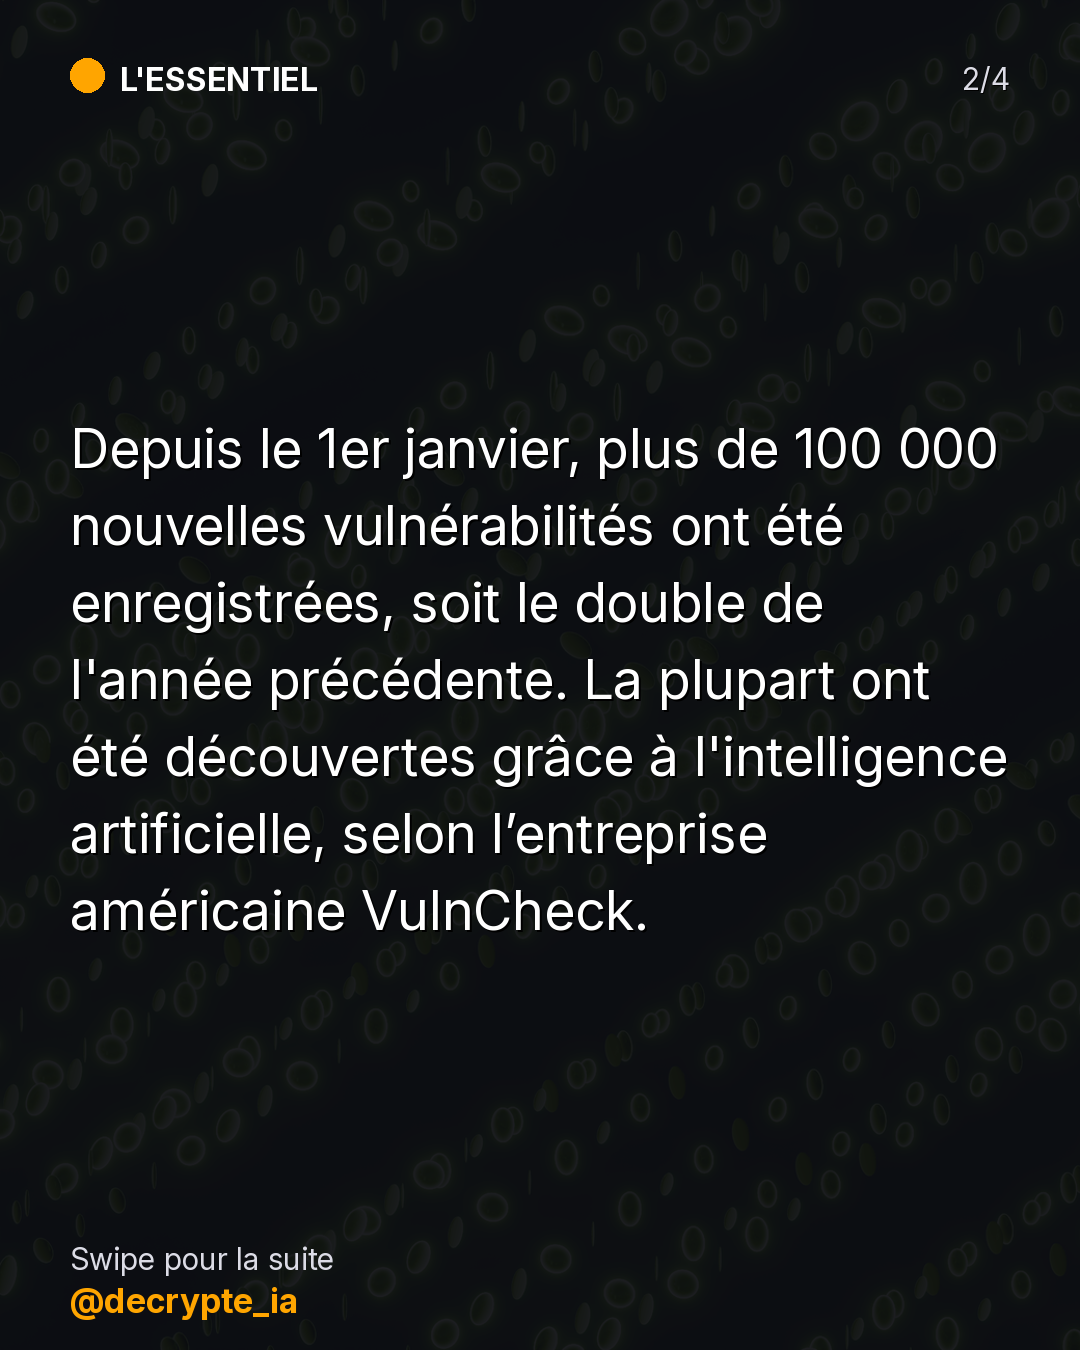 L'ESSENTIEL
2/4
Depuis le 1er janvier, plus de 100 000
nouvelles vulnérabilités ont été
enregistrées, soit le double de
l'année précédente. La plupart ont
été découvertes grâce à l'intelligence
artificielle, selon l’entreprise
américaine VulnCheck.
Swipe pour la suite
@decrypte_ia